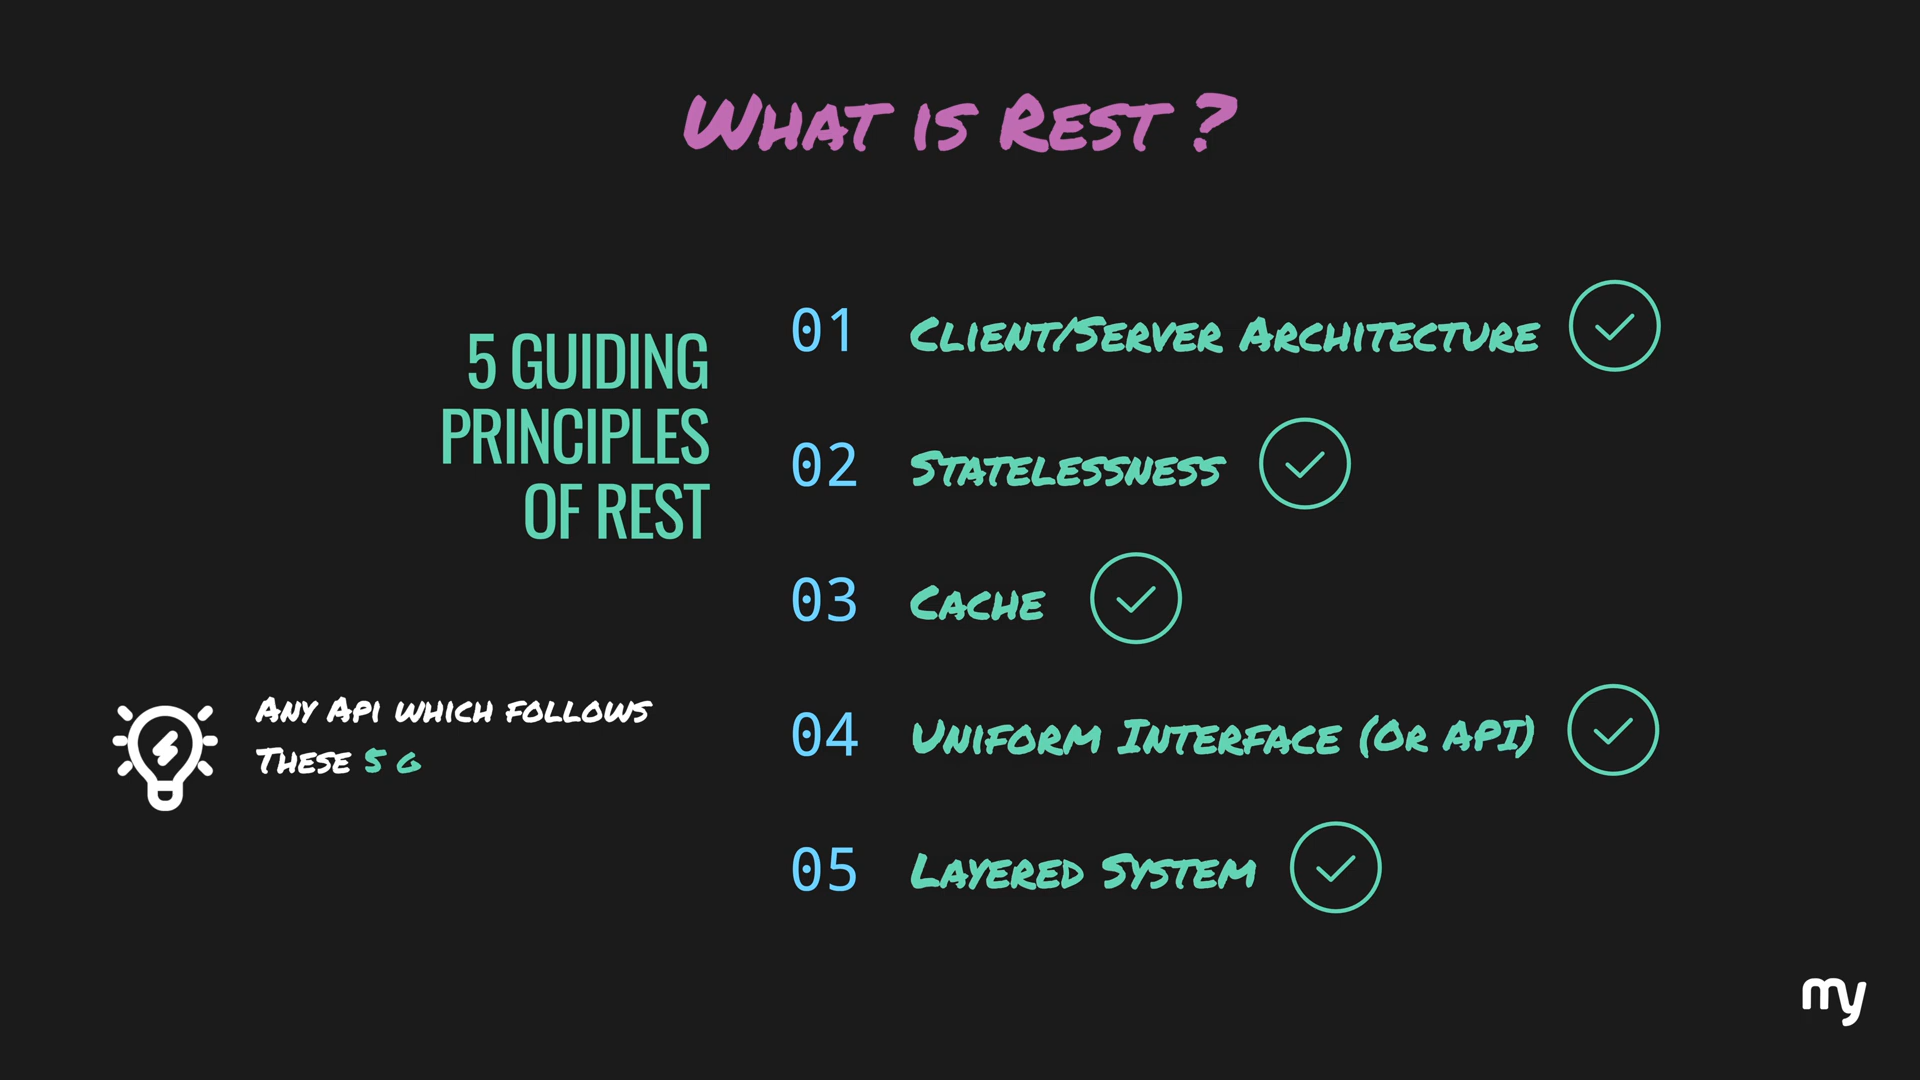 What is Rest ?
5 GUIDING
PRINCIPLES
OF REST
01 Client/Server Architecture
02 Statelessness
03 Cache
04 Uniform Interface (Or API)
05 Layered System
Any Api which follows
These 5 g
my